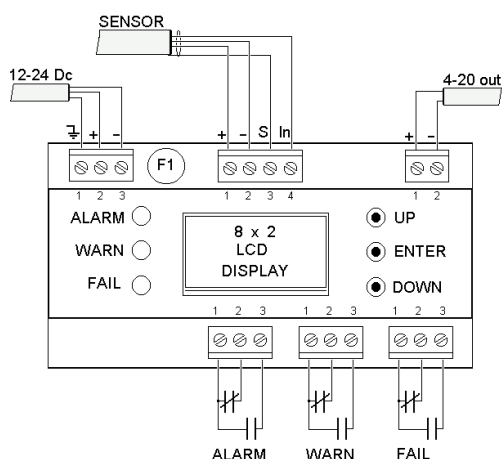 SENSOR
12-24 Dc
4-20 out
+ -
+ - S In
+ -
F1
1 2 3
1 2 3 4
1 2
ALARM
WARN
FAIL
8 x 2
LCD
DISPLAY
UP
ENTER
DOWN
1 2 3
1 2 3
1 2 3
ALARM
WARN
FAIL